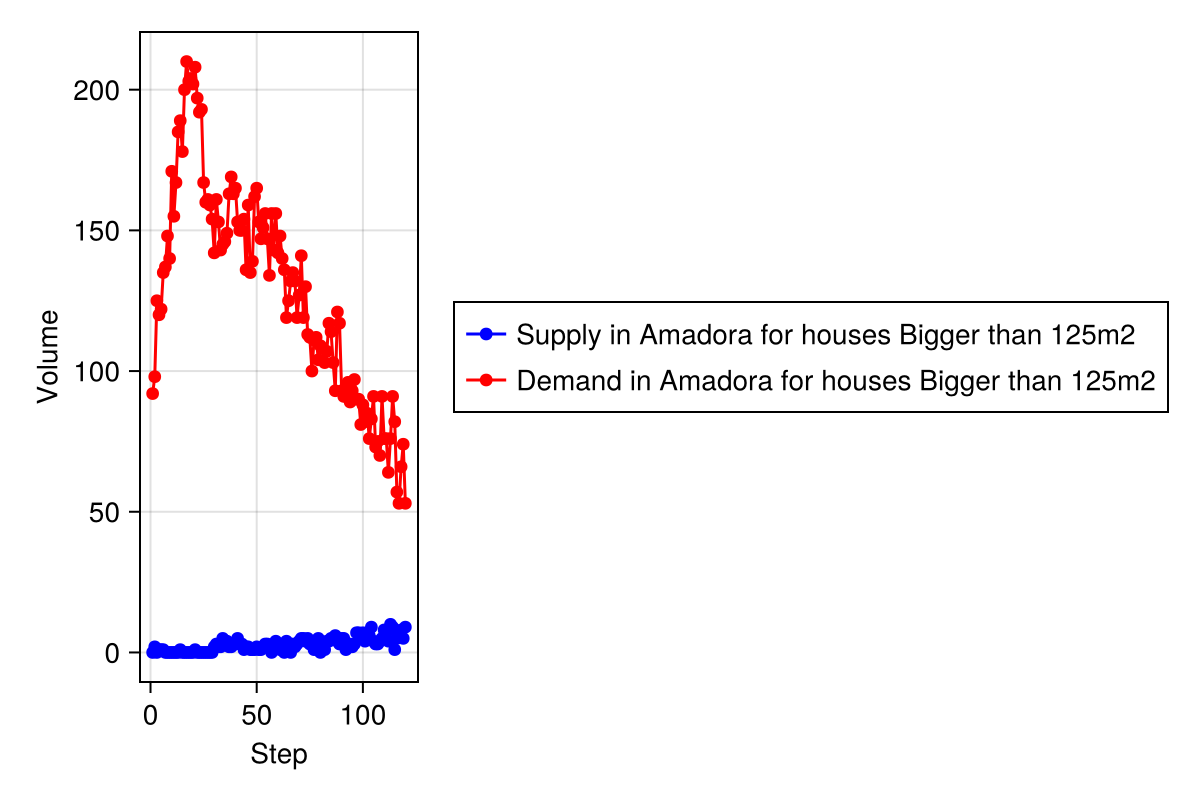 200
150
100
50
0
Volume
0 50 100
Step
Supply in Amadora for houses Bigger than 125m2
Demand in Amadora for houses Bigger than 125m2